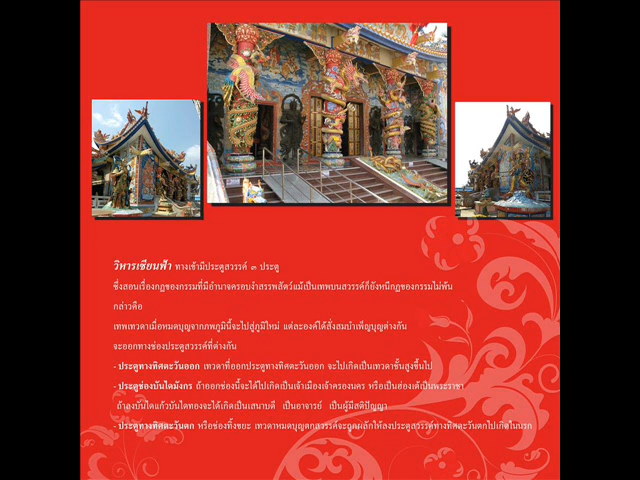 วิหารเซียนฟ้า ทางเข้ามีประตูสวรรค์ ๓ ประตู
ซึ่งสอนเรื่องกฎของกรรมที่มีอำนาจครอบงำสรรพสัตว์แม้เป็นเทพบนสวรรค์ก็ยังหนีกฎของกรรมไม่พ้น
กล่าวคือ
เทพเทวดาเมื่อหมดบุญจากภพภูมินี้จะไปสู่ภูมิใหม่ แต่ละองค์ได้สั่งสมบำเพ็ญบุญต่างกัน
จะออกทางช่องประตูสวรรค์ที่ต่างกัน
- ประตูทางทิศตะวันออก เทวดาที่ออกประตูทางทิศตะวันออก จะไปเกิดเป็นเทวดาชั้นสูงขึ้นไป
- ประตูช่องบันไดมังกร ถ้าออกช่องนี้จะได้ไปเกิดเป็นเจ้าเมืองเจ้าครองนคร หรือเป็นฮ่องเต้เป็นพระราชา
ถ้าลงบันไดแก้วบันไดทองจะได้เกิดเป็นเสนาบดี เป็นอาจารย์ เป็นผู้มีสติปัญญา
- ประตูทางทิศตะวันตก หรือช่องทิ้งขยะ เทวดาหมดบุญตกสวรรค์จะถูกผลักให้ลงประตูสวรรค์ทางทิศตะวันตกไปเกิดในนรก